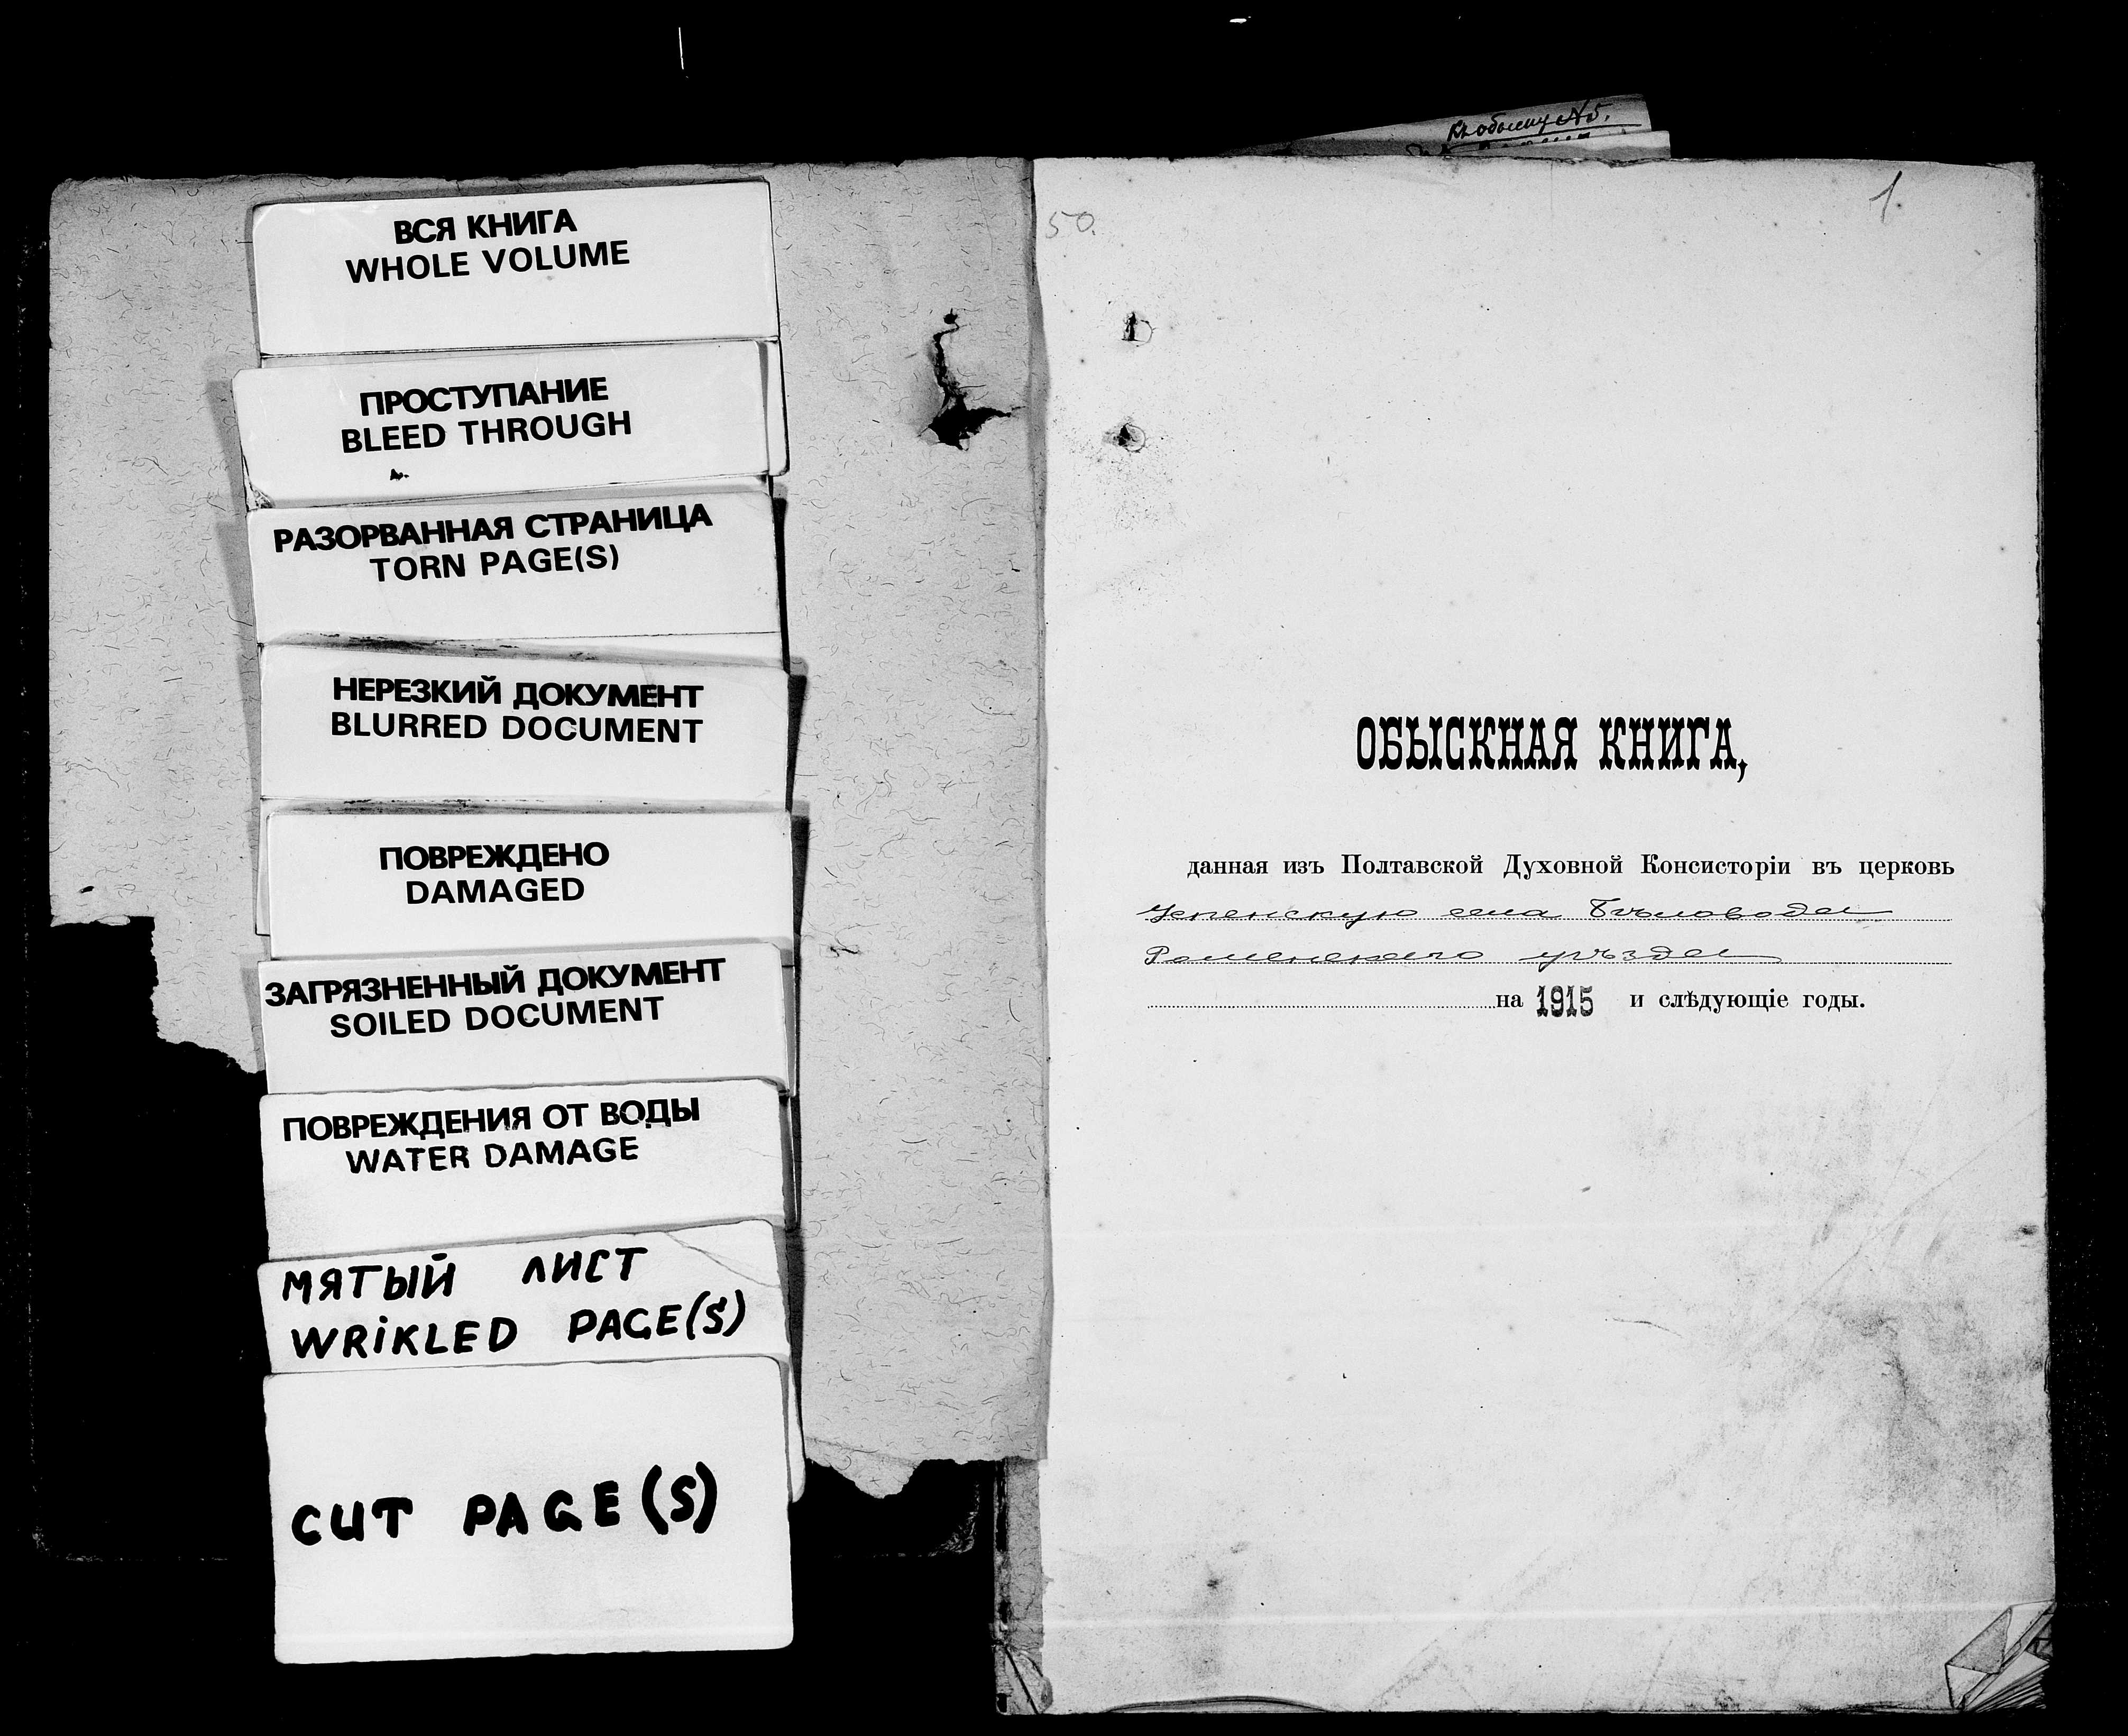 ВСЯ КНИГА
WHOLE VOLUME
ПРОСТУПАНИЕ
BLEED THROUGH
РАЗОРВАННАЯ СТРАНИЦА
TORN PAGE(S)
НЕРЕЗКИЙ ДОКУМЕНТ
BLURRED DOCUMENT
ПОВРЕЖДЕНО
DAMAGED
ЗАГРЯЗНЕННЫЙ ДОКУМЕНТ
SOILED DOCUMENT
ПОВРЕЖДЕНИЯ ОТ ВОДЫ
WATER DAMAGE
МЯТЫЙ ЛИСТ
WRIKLED PAGE(S)
CUT PAGE(S)
50.
1
ОБЫСКНАЯ КНИГА,
данная изъ Полтавской Духовной Консисторіи въ церковь
Успенскую села Бѣловода
Роменского уѣзда
на 1915 и слѣдующіе годы.